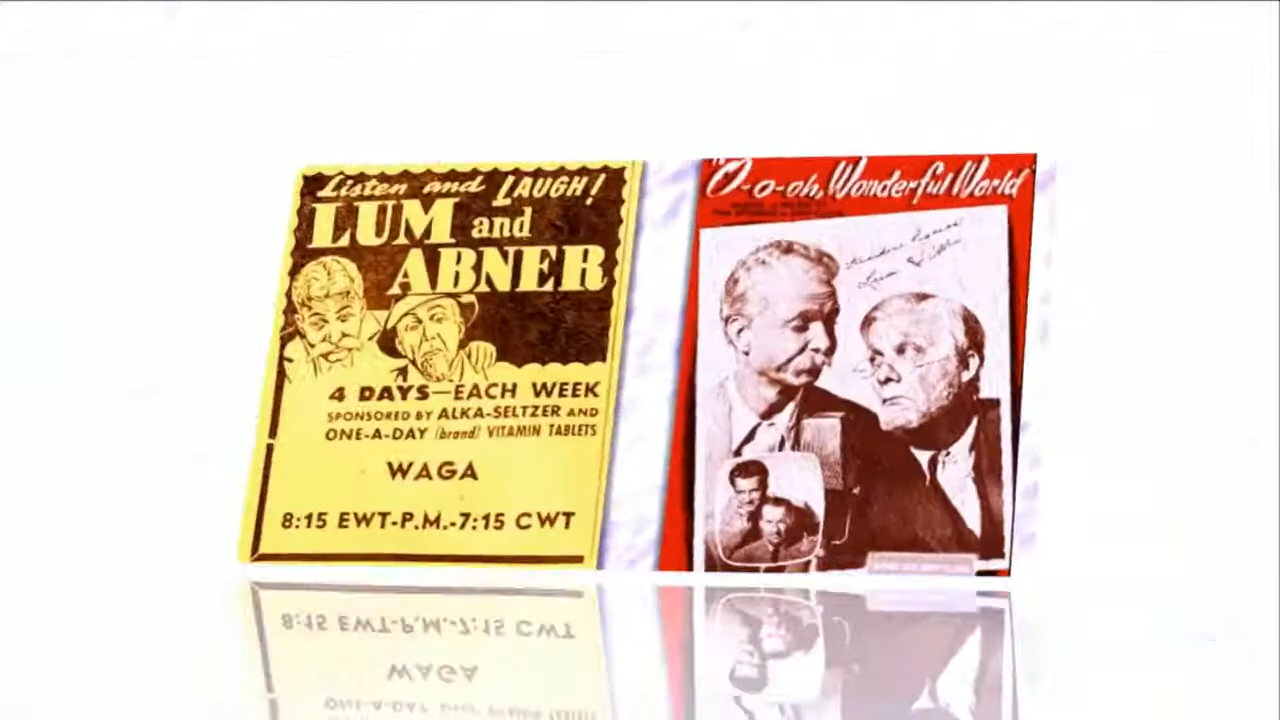 Listen and LAUGH!
LUM and
ABNER
4 DAYS—EACH WEEK
SPONSORED BY ALKA-SELTZER AND
ONE-A-DAY (brand) VITAMIN TABLETS
WAGA
8:15 EWT-P.M.-7:15 CWT
"O-o-oh, Wonderful World